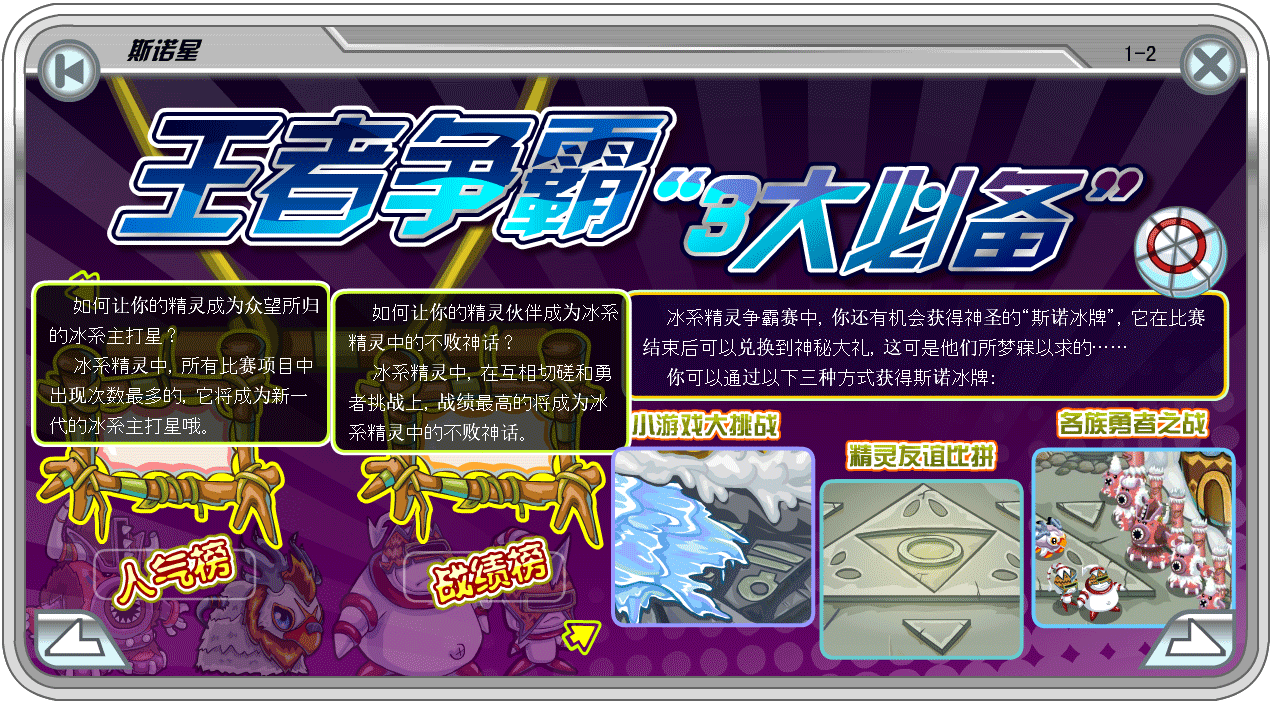 斯诺星
1-2
王者争霸“3大必备”
如何让你的精灵成为众望所归
的冰系主打星？
冰系精灵中, 所有比赛项目中
出现次数最多的, 它将成为新一
代的冰系主打星哦。
如何让你的精灵伙伴成为冰系
精灵中的不败神话？
冰系精灵中, 在互相切磋和勇
者挑战上, 战绩最高的将成为冰
系精灵中的不败神话。
冰系精灵争霸赛中, 你还有机会获得神圣的“斯诺冰牌”, 它在比赛
结束后可以兑换到神秘大礼, 这可是他们所梦寐以求的……
你可以通过以下三种方式获得斯诺冰牌:
小游戏大挑战
精灵友谊比拼
各族勇者之战
人气榜
战绩榜